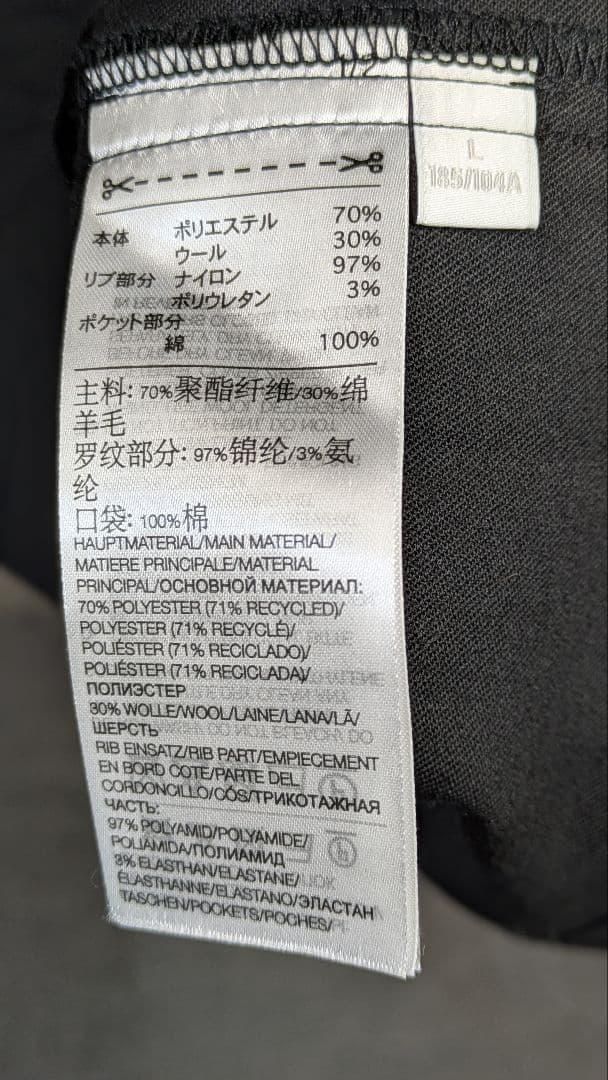 1/2
L
185/104A
本体 ポリエステル 70%
ウール 30%
リブ部分 ナイロン 97%
ポリウレタン 3%
ポケット部分
綿 100%
主料: 70%聚酯纤维/30%绵
羊毛
罗纹部分: 97%锦纶/3%氨
纶
口袋: 100%棉
HAUPTMATERIAL/MAIN MATERIAL/
MATIERE PRINCIPALE/MATERIAL
PRINCIPAL/ОСНОВНОЙ МАТЕРИАЛ:
70% POLYESTER (71% RECYCLED)/
POLYESTER (71% RECYCLÉ)/
POLIÉSTER (71% RECICLADO)/
POLIÉSTER (71% RECICLADA)/
ПОЛИЭСТЕР
30% WOLLE/WOOL/LAINE/LANA/LÃ/
ШЕРСТЬ
RIB EINSATZ/RIB PART/EMPIECEMENT
EN BORD COTE/PARTE DEL
CORDONCILLO/CÓS/ТРИКОТАЖНАЯ
ЧАСТЬ:
97% POLYAMID/POLYAMIDE/
POLIAMIDA/ПОЛИАМИД
3% ELASTHAN/ELASTANE/
ÉLASTHANNE/ELASTANO/ЭЛАСТАН
TASCHEN/POCKETS/POCHES/